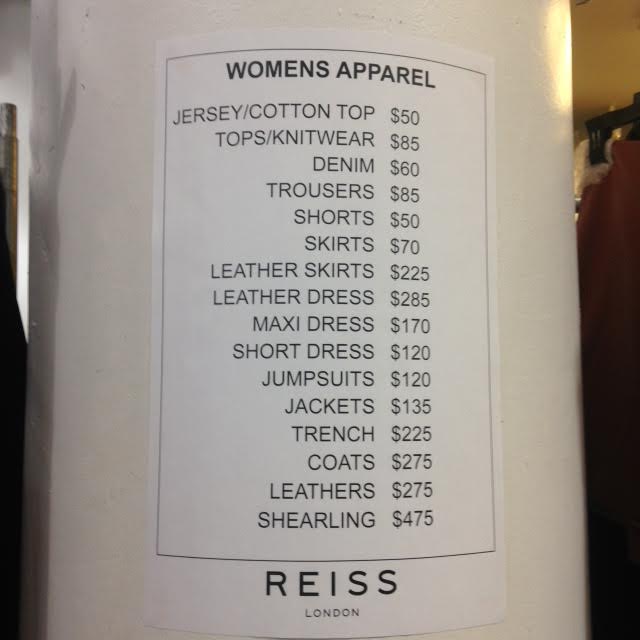 WOMENS APPAREL
JERSEY/COTTON TOP $50
TOPS/KNITWEAR $85
DENIM $60
TROUSERS $85
SHORTS $50
SKIRTS $70
LEATHER SKIRTS $225
LEATHER DRESS $285
MAXI DRESS $170
SHORT DRESS $120
JUMPSUITS $120
JACKETS $135
TRENCH $225
COATS $275
LEATHERS $275
SHEARLING $475
REISS
LONDON